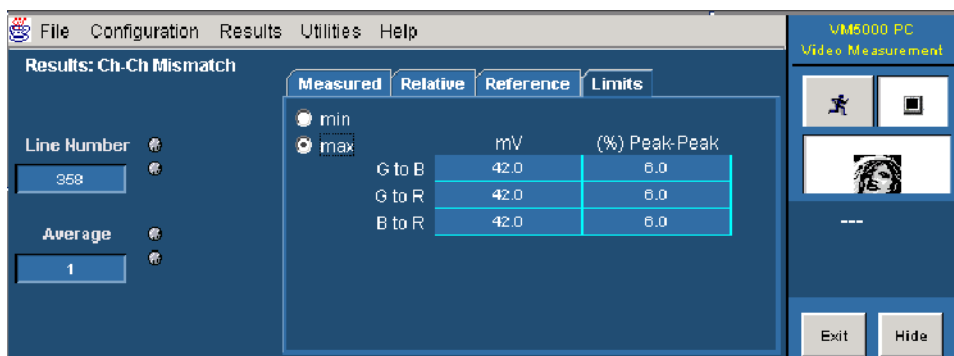 File Configuration Results Utilities Help
VM5000 PC
Video Measurement
Results: Ch-Ch Mismatch
Measured Relative Reference Limits
min
max
mV (%) Peak-Peak
Line Number
358
G to B 42.0 6.0
G to R 42.0 6.0
B to R 42.0 6.0
Average
1
---
Exit Hide